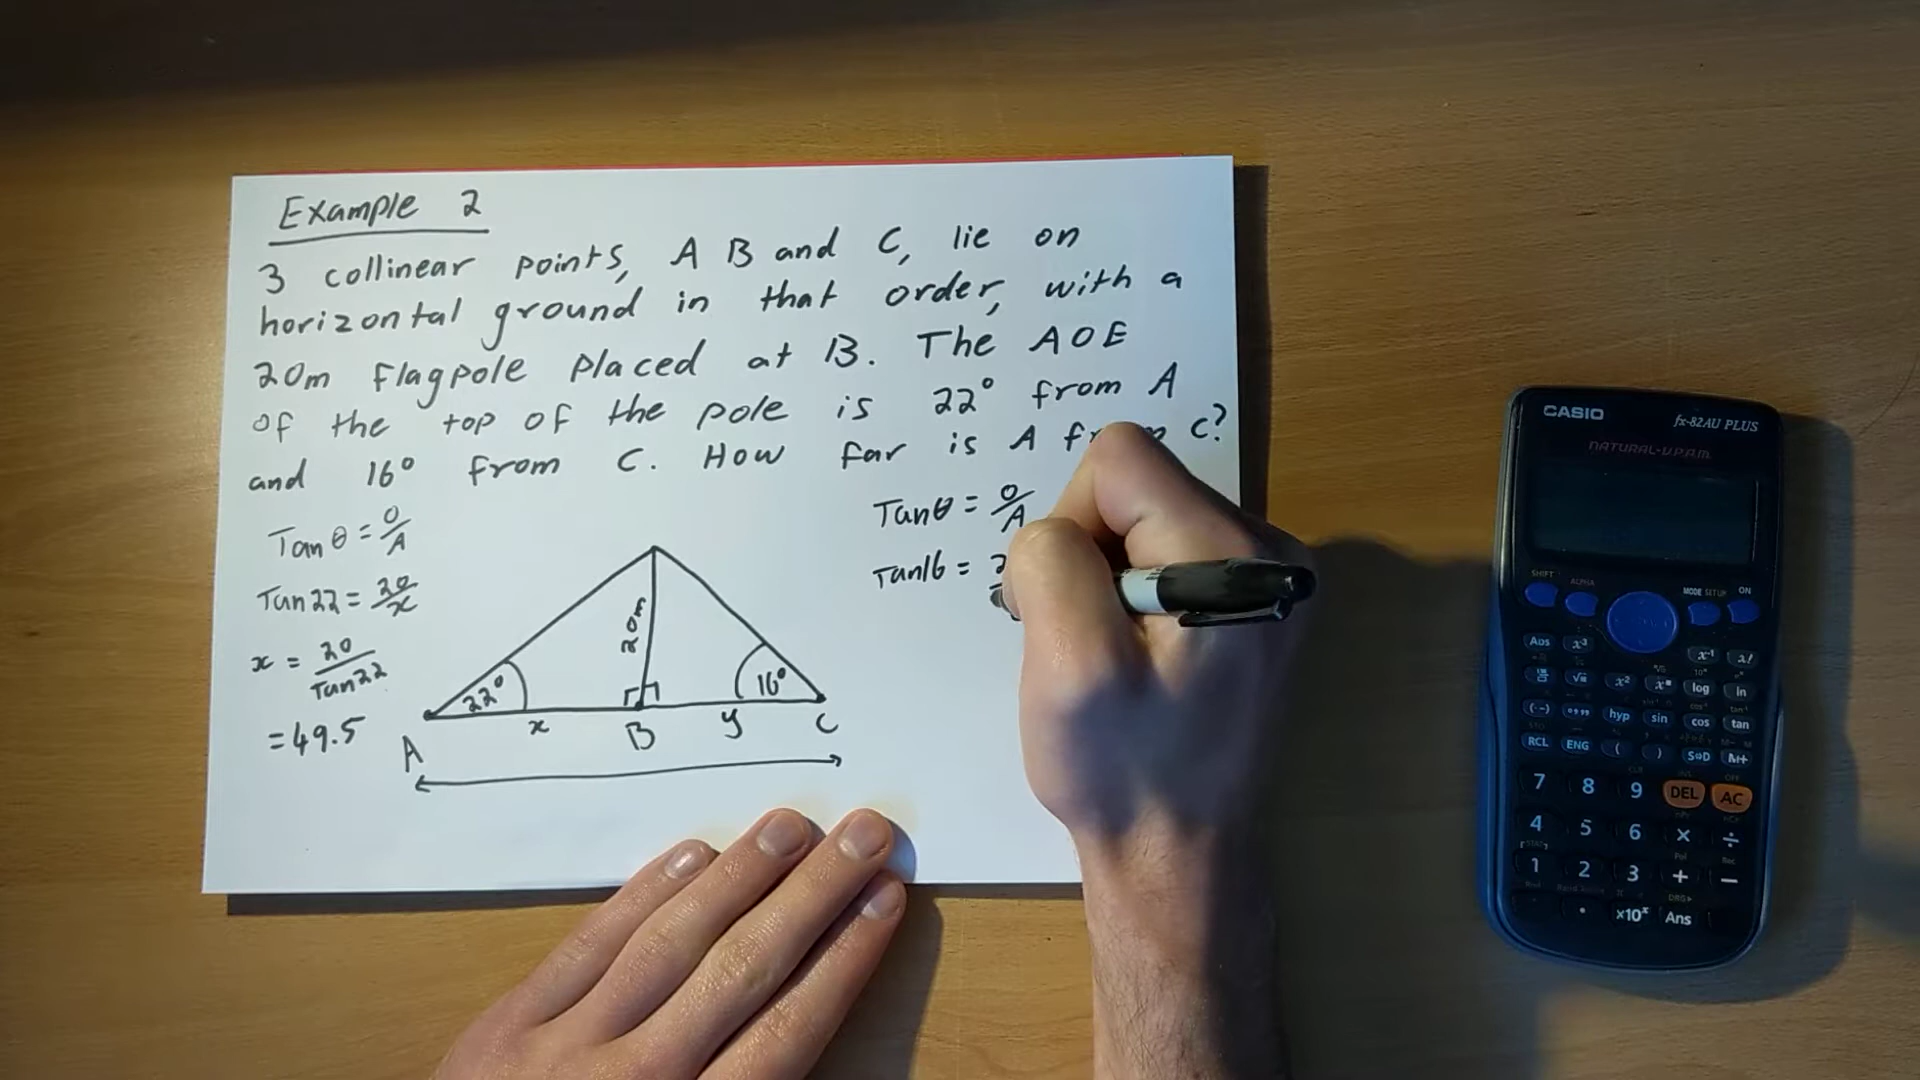 Example 2
3 collinear points, A B and C, lie on
horizontal ground in that order, with a
20m flagpole placed at B. The AOE
of the top of the pole is 22° from A
and 16° from C. How far is A from C?
Tanθ = O/A
Tan22 = 20/x
x = 20/Tan22
= 49.5
20m
22°
16°
x
y
A
B
C
Tanθ = O/A
Tan16 =
CASIO
fx-82AU PLUS
NATURAL-V.P.A.M.
SHIFT
ALPHA
MODE SETUP
ON
Abs x³ x⁻¹ x!
√ x² log ln
(-) hyp sin cos tan
RCL ENG ( ) S⇔D M+
7 8 9 DEL AC
4 5 6 × ÷
1 2 3 + −
· ×10ˣ Ans